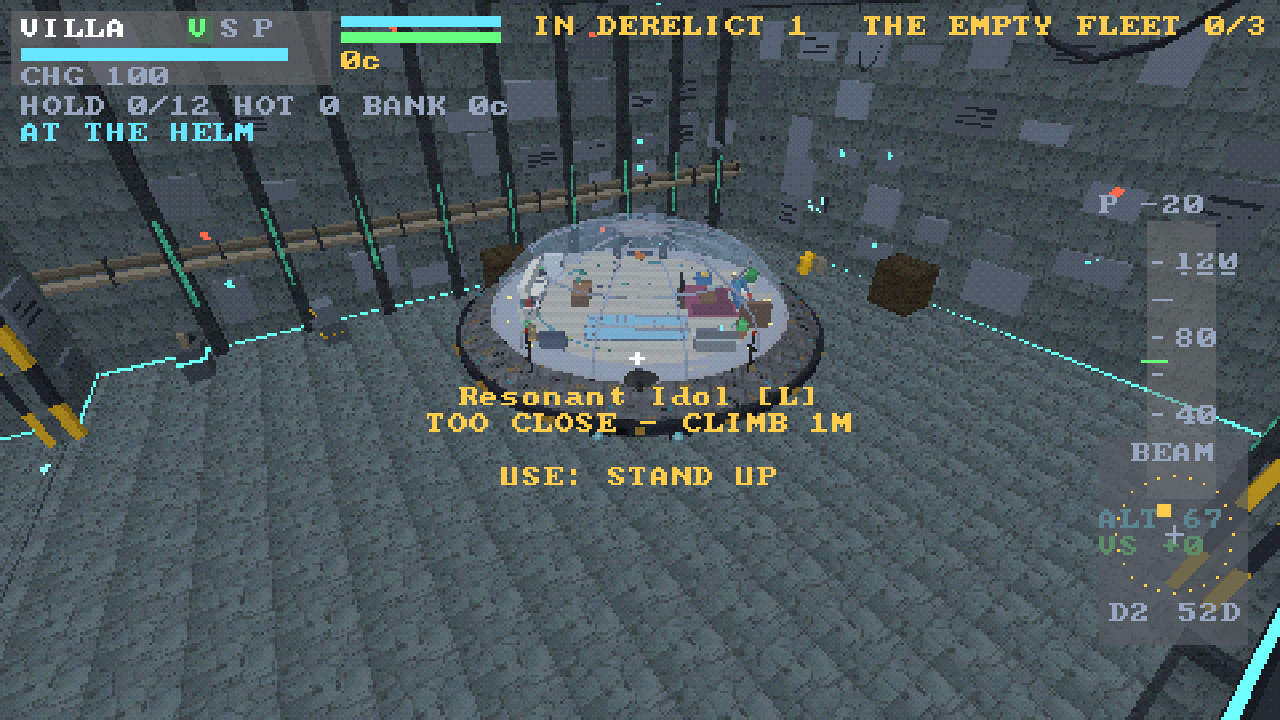 VILLA V S P
CHG 100
HOLD 0/12 HOT 0 BANK 0c
AT THE HELM
0c
IN DERELICT 1 THE EMPTY FLEET 0/3
P -20
120
80
40
Resonant Idol [L]
TOO CLOSE - CLIMB 1M
USE: STAND UP
BEAM
ALT 67
VS +0
D2 52D